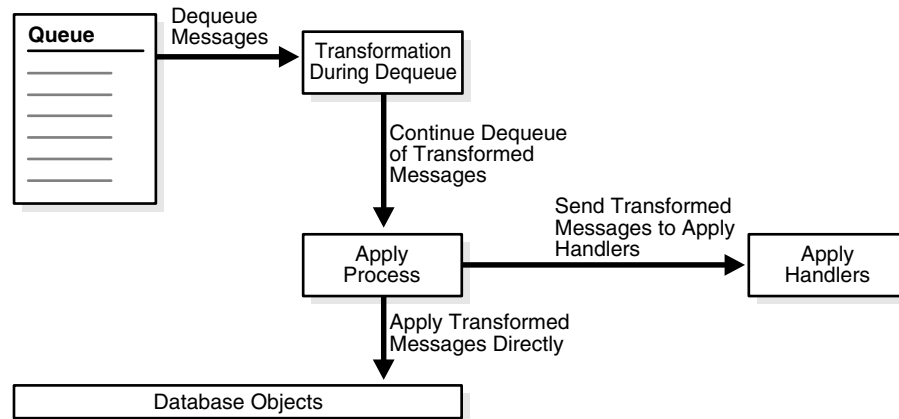 Queue
Dequeue
Messages
Transformation
During Dequeue
Continue Dequeue
of Transformed
Messages
Send Transformed
Messages to Apply
Handlers
Apply
Process
Apply
Handlers
Apply Transformed
Messages Directly
Database Objects